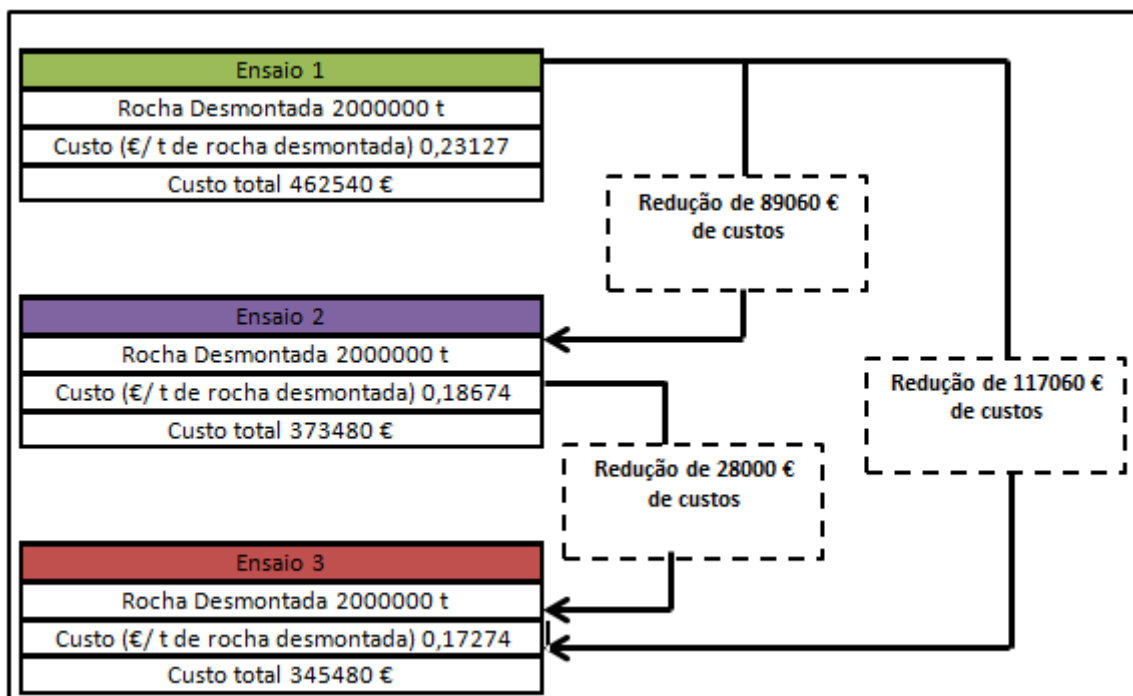 Ensaio 1
Rocha Desmontada 2000000 t
Custo (€/ t de rocha desmontada) 0,23127
Custo total 462540 €
Redução de 89060 €
de custos
Ensaio 2
Rocha Desmontada 2000000 t
Custo (€/ t de rocha desmontada) 0,18674
Custo total 373480 €
Redução de 117060 €
de custos
Redução de 28000 €
de custos
Ensaio 3
Rocha Desmontada 2000000 t
Custo (€/ t de rocha desmontada) 0,17274
Custo total 345480 €